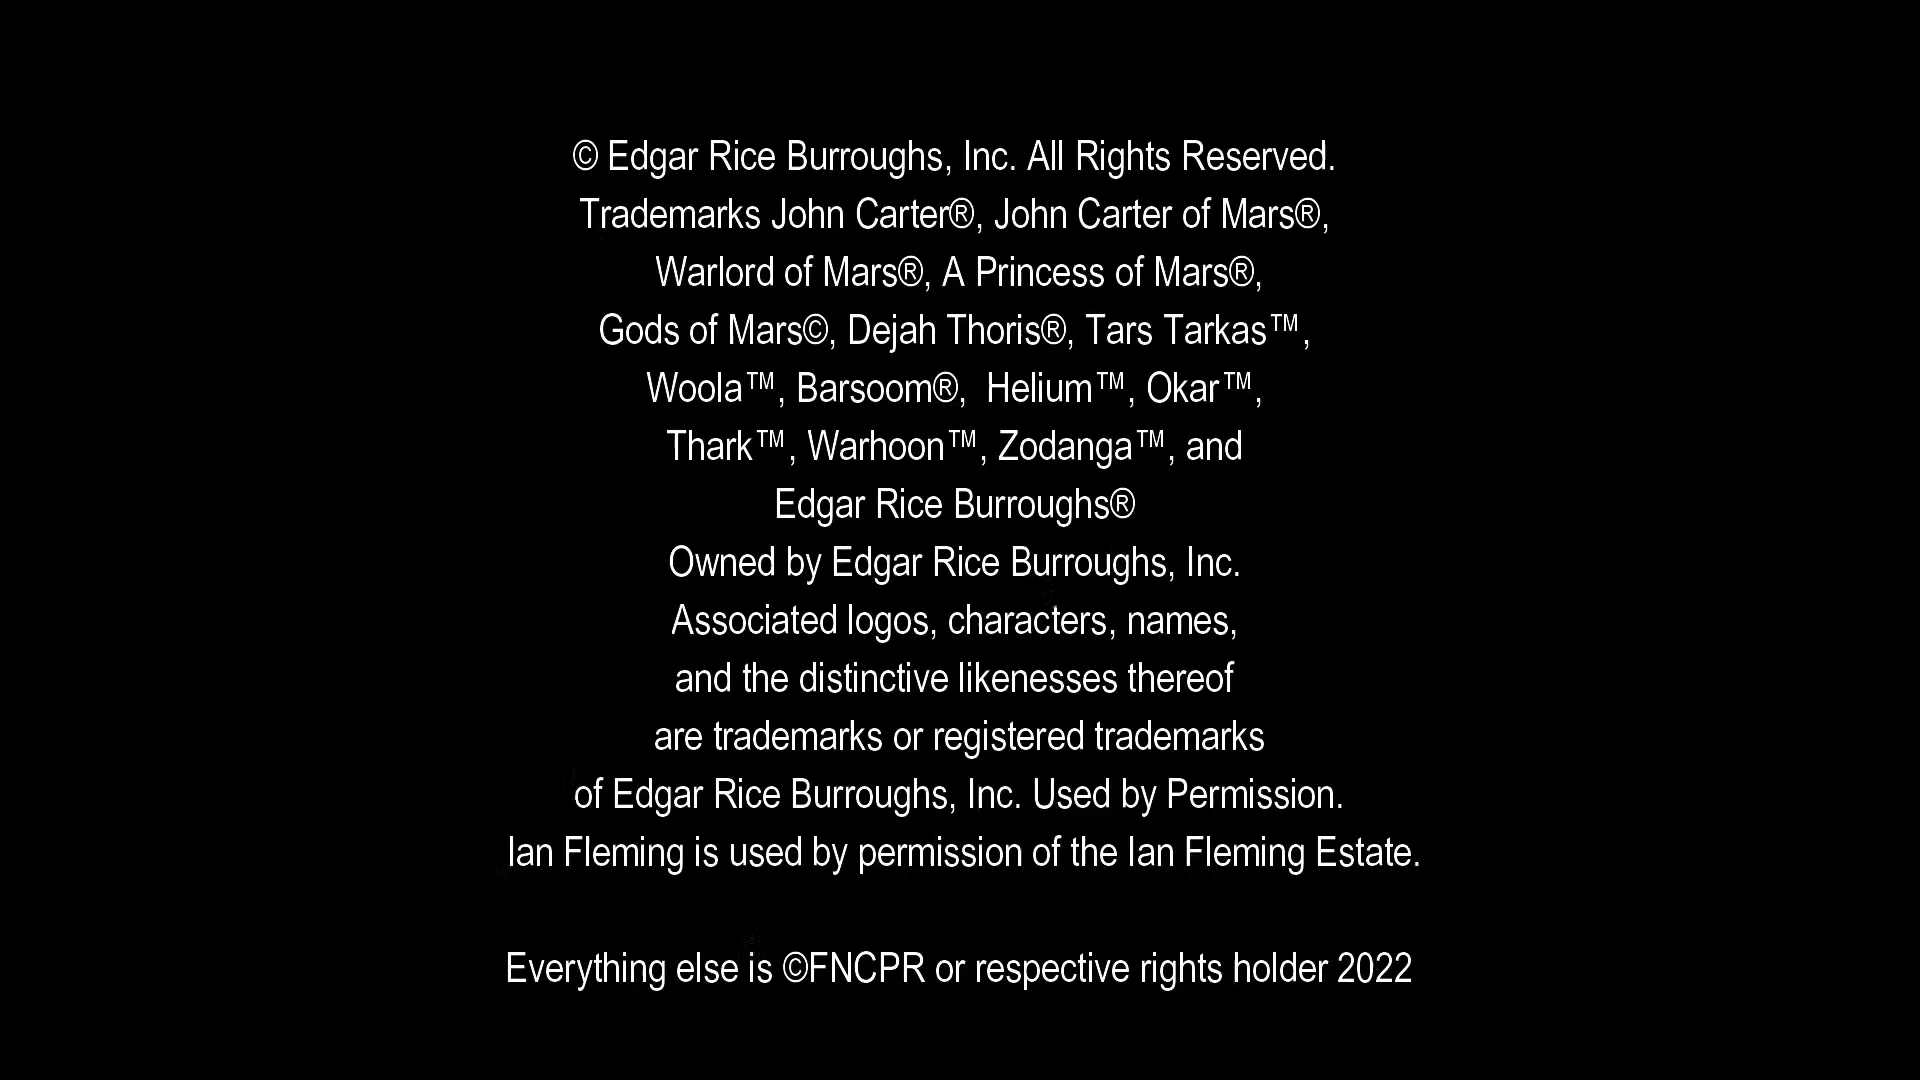 © Edgar Rice Burroughs, Inc. All Rights Reserved.
Trademarks John Carter®, John Carter of Mars®,
Warlord of Mars®, A Princess of Mars®,
Gods of Mars©, Dejah Thoris®, Tars Tarkas™,
Woola™, Barsoom®,  Helium™, Okar™,
Thark™, Warhoon™, Zodanga™, and
Edgar Rice Burroughs®
Owned by Edgar Rice Burroughs, Inc.
Associated logos, characters, names,
and the distinctive likenesses thereof
are trademarks or registered trademarks
of Edgar Rice Burroughs, Inc. Used by Permission.
Ian Fleming is used by permission of the Ian Fleming Estate.
Everything else is ©FNCPR or respective rights holder 2022